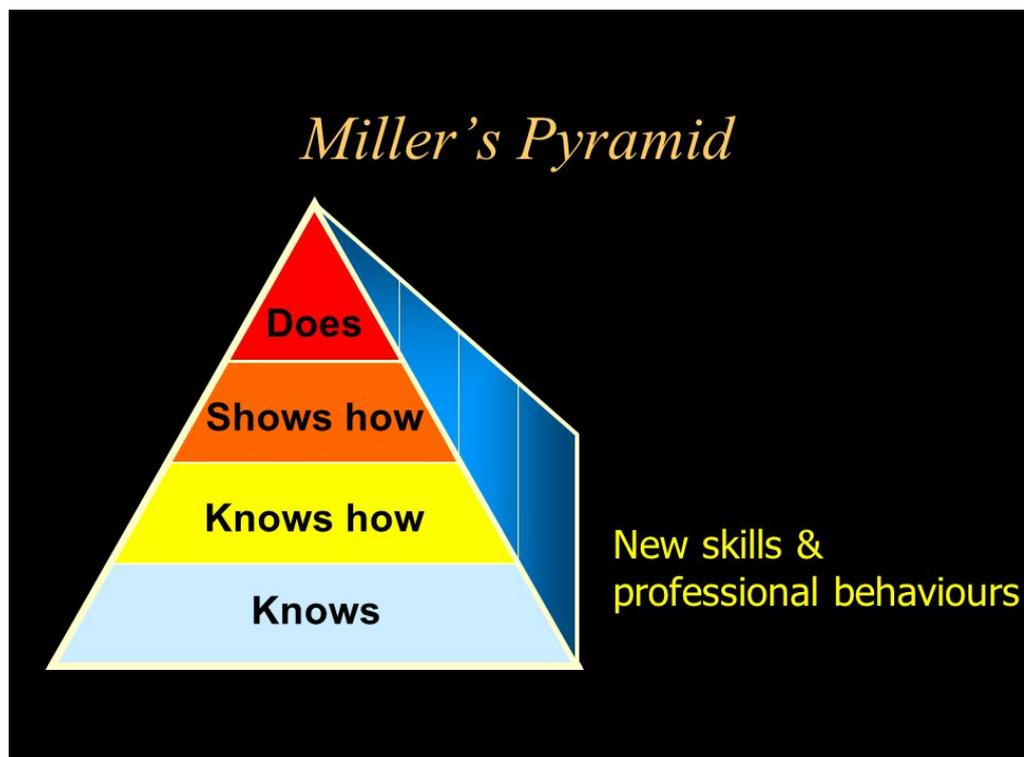 Miller’s Pyramid
Does
Shows how
Knows how
Knows
New skills &
professional behaviours